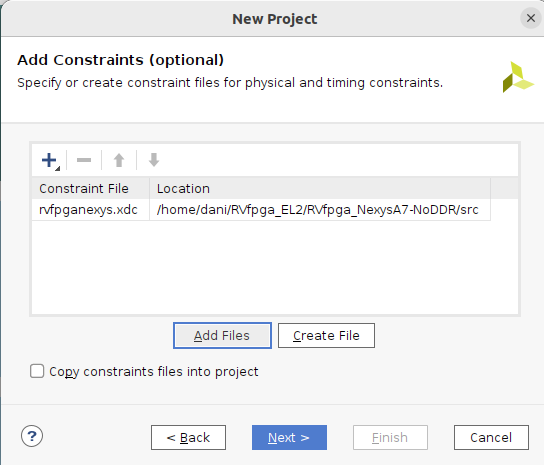 New Project
Add Constraints (optional)
Specify or create constraint files for physical and timing constraints.
Constraint File Location
rvfpganexys.xdc /home/dani/RVfpga_EL2/RVfpga_NexysA7-NoDDR/src
Add Files Create File
Copy constraints files into project
? < Back Next > Finish Cancel